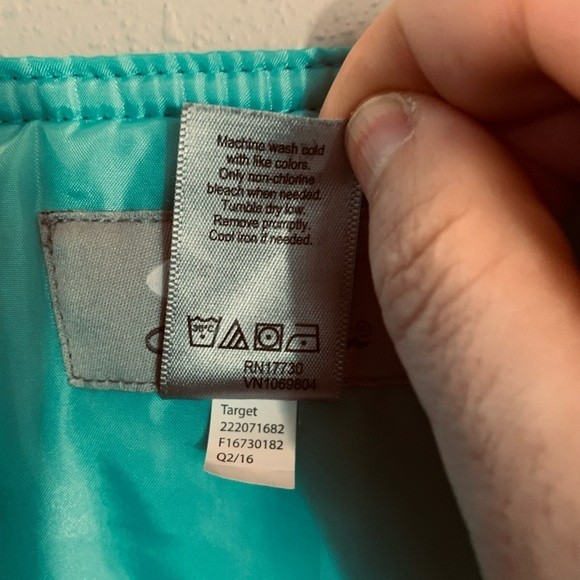 Machine wash cold
with like colors.
Only non-chlorine
bleach when needed.
Tumble dry low.
Remove promptly.
Cool iron if needed.
30°C
RN17730
VN1069804
Target
222071682
F16730182
Q2/16